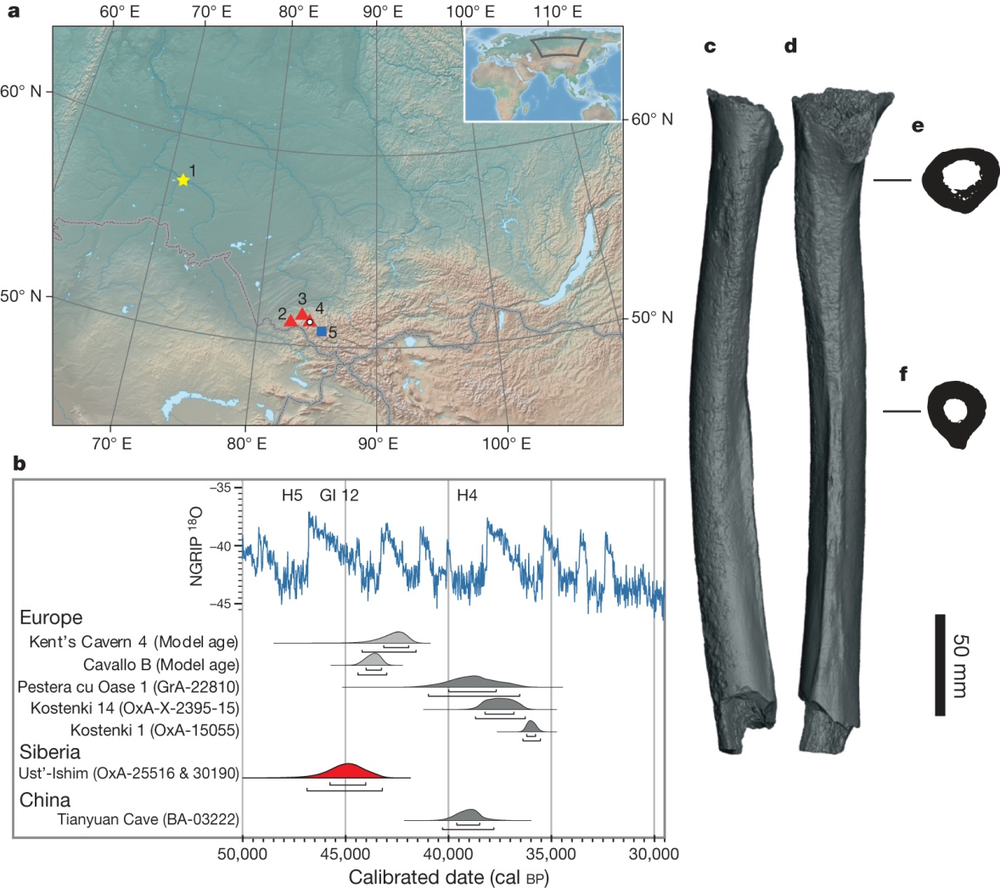 a
60° E 70° E 80° E 90° E 100° E 110° E
60° N
60° N
50° N
50° N
1
2
3
4
5
70° E 80° E 90° E 100° E
b
H5 GI 12 H4
NGRIP ¹⁸O
–35
–40
–45
Europe
Kent's Cavern 4 (Model age)
Cavallo B (Model age)
Pestera cu Oase 1 (GrA-22810)
Kostenki 14 (OxA-X-2395-15)
Kostenki 1 (OxA-15055)
Siberia
Ust'-Ishim (OxA-25516 & 30190)
China
Tianyuan Cave (BA-03222)
50,000 45,000 40,000 35,000 30,000
Calibrated date (cal BP)
c
d
e
f
50 mm